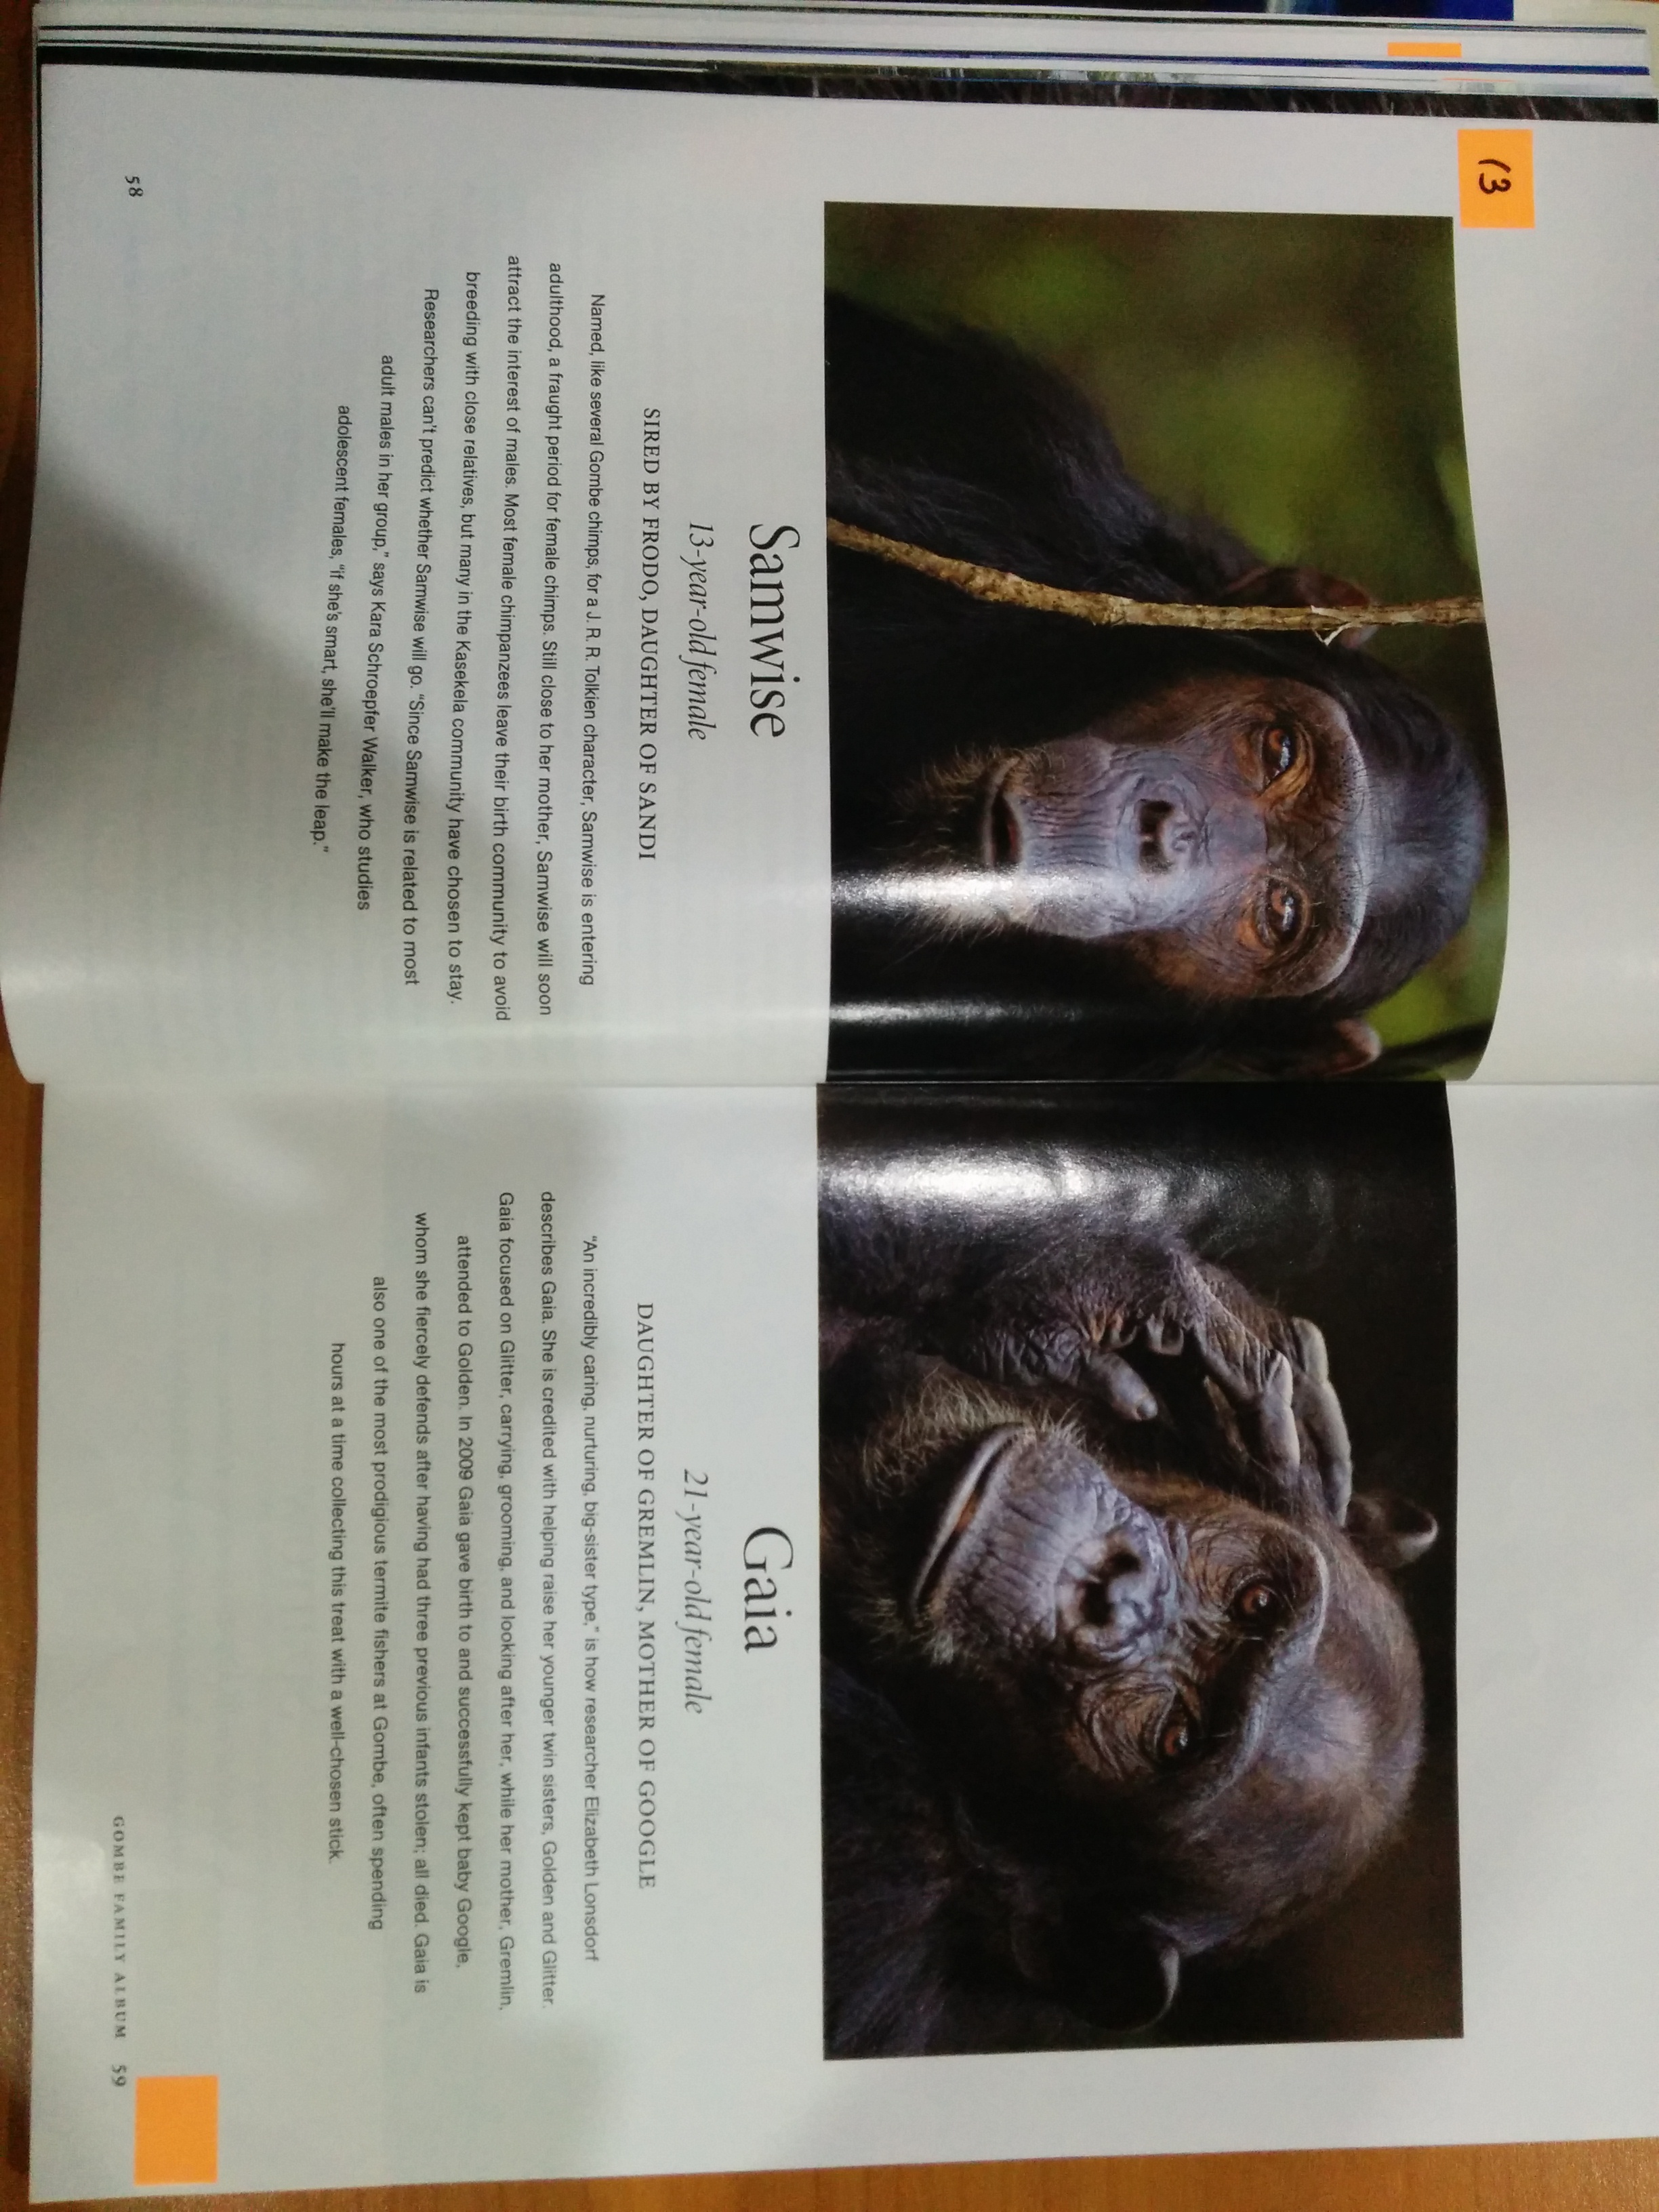 13
Samwise
13-year-old female
SIRED BY FRODO, DAUGHTER OF SANDI
Named, like several Gombe chimps, for a J. R. R. Tolkien character, Samwise is entering
adulthood, a fraught period for female chimps. Still close to her mother, Samwise will soon
attract the interest of males. Most female chimpanzees leave their birth community to avoid
breeding with close relatives, but many in the Kasekela community have chosen to stay.
Researchers can't predict whether Samwise will go. “Since Samwise is related to most
adult males in her group,” says Kara Schroepfer Walker, who studies
adolescent females, “if she's smart, she'll make the leap.”
58
Gaia
21-year-old female
DAUGHTER OF GREMLIN, MOTHER OF GOOGLE
“An incredibly caring, nurturing, big-sister type,” is how researcher Elizabeth Lonsdorf
describes Gaia. She is credited with helping raise her younger twin sisters, Golden and Glitter.
Gaia focused on Glitter, carrying, grooming, and looking after her, while her mother, Gremlin,
attended to Golden. In 2009 Gaia gave birth to and successfully kept baby Google,
whom she fiercely defends after having had three previous infants stolen; all died. Gaia is
also one of the most prodigious termite fishers at Gombe, often spending
hours at a time collecting this treat with a well-chosen stick.
GOMBE FAMILY ALBUM 59